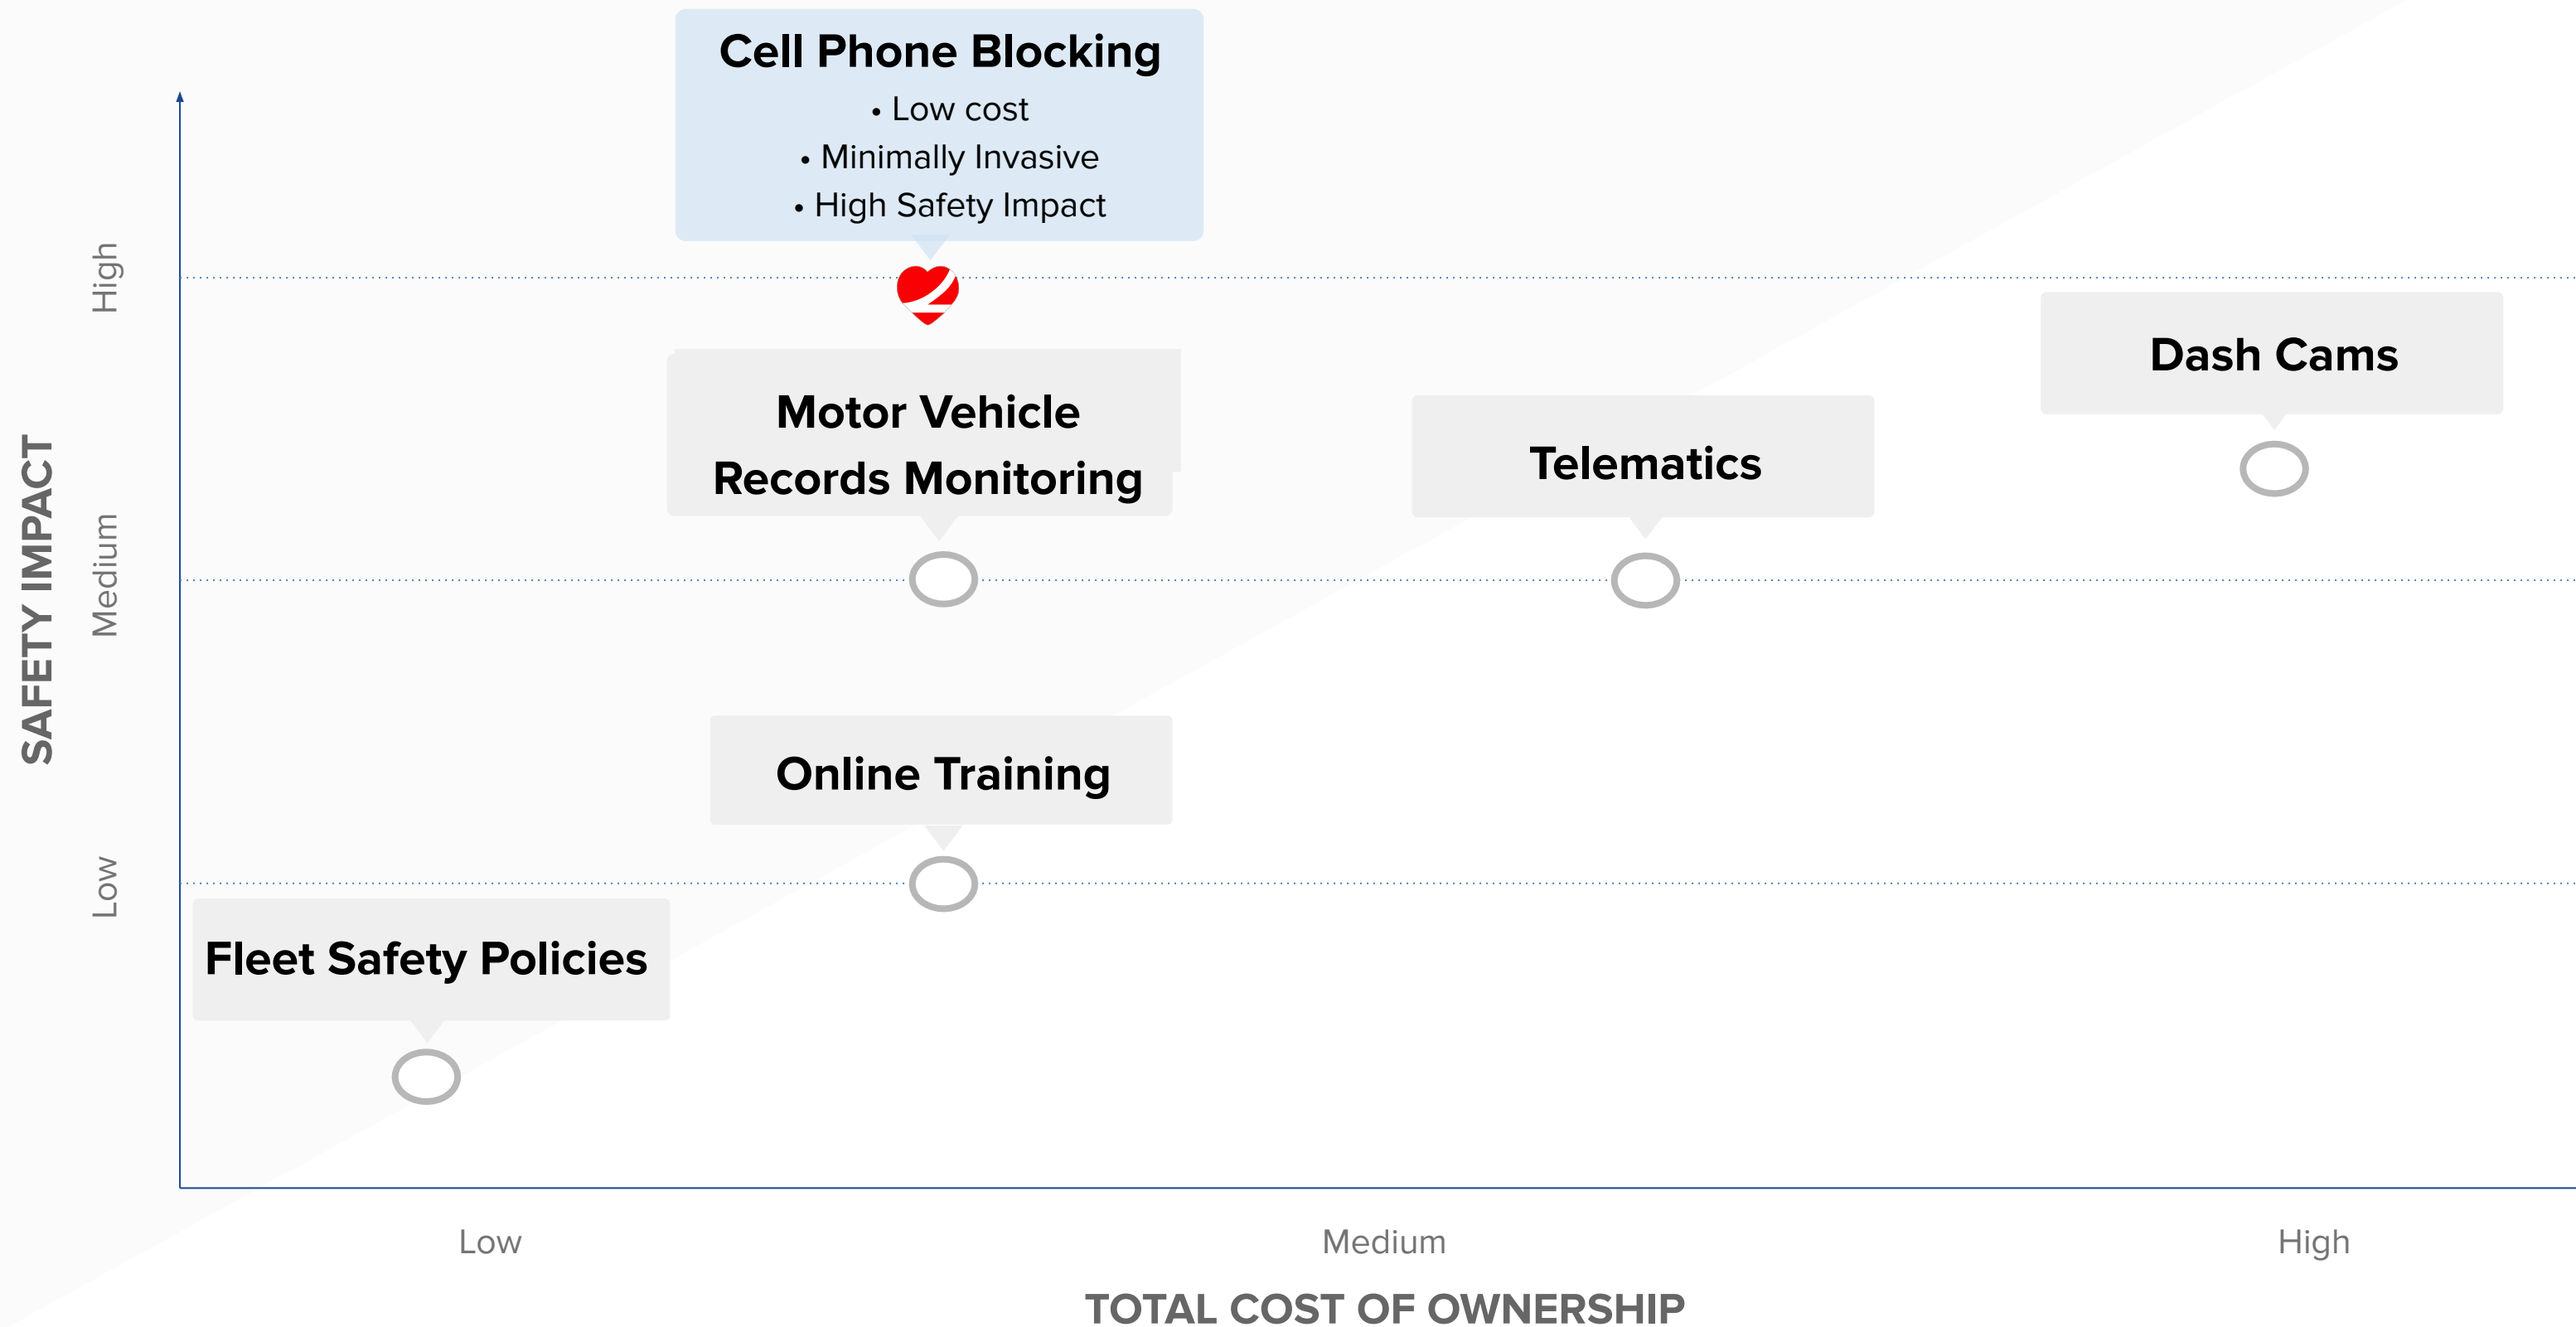 Cell Phone Blocking
• Low cost
• Minimally Invasive
• High Safety Impact
High
Dash Cams
Motor Vehicle
Records Monitoring
Telematics
SAFETY IMPACT
Medium
Online Training
Low
Fleet Safety Policies
Low
Medium
High
TOTAL COST OF OWNERSHIP